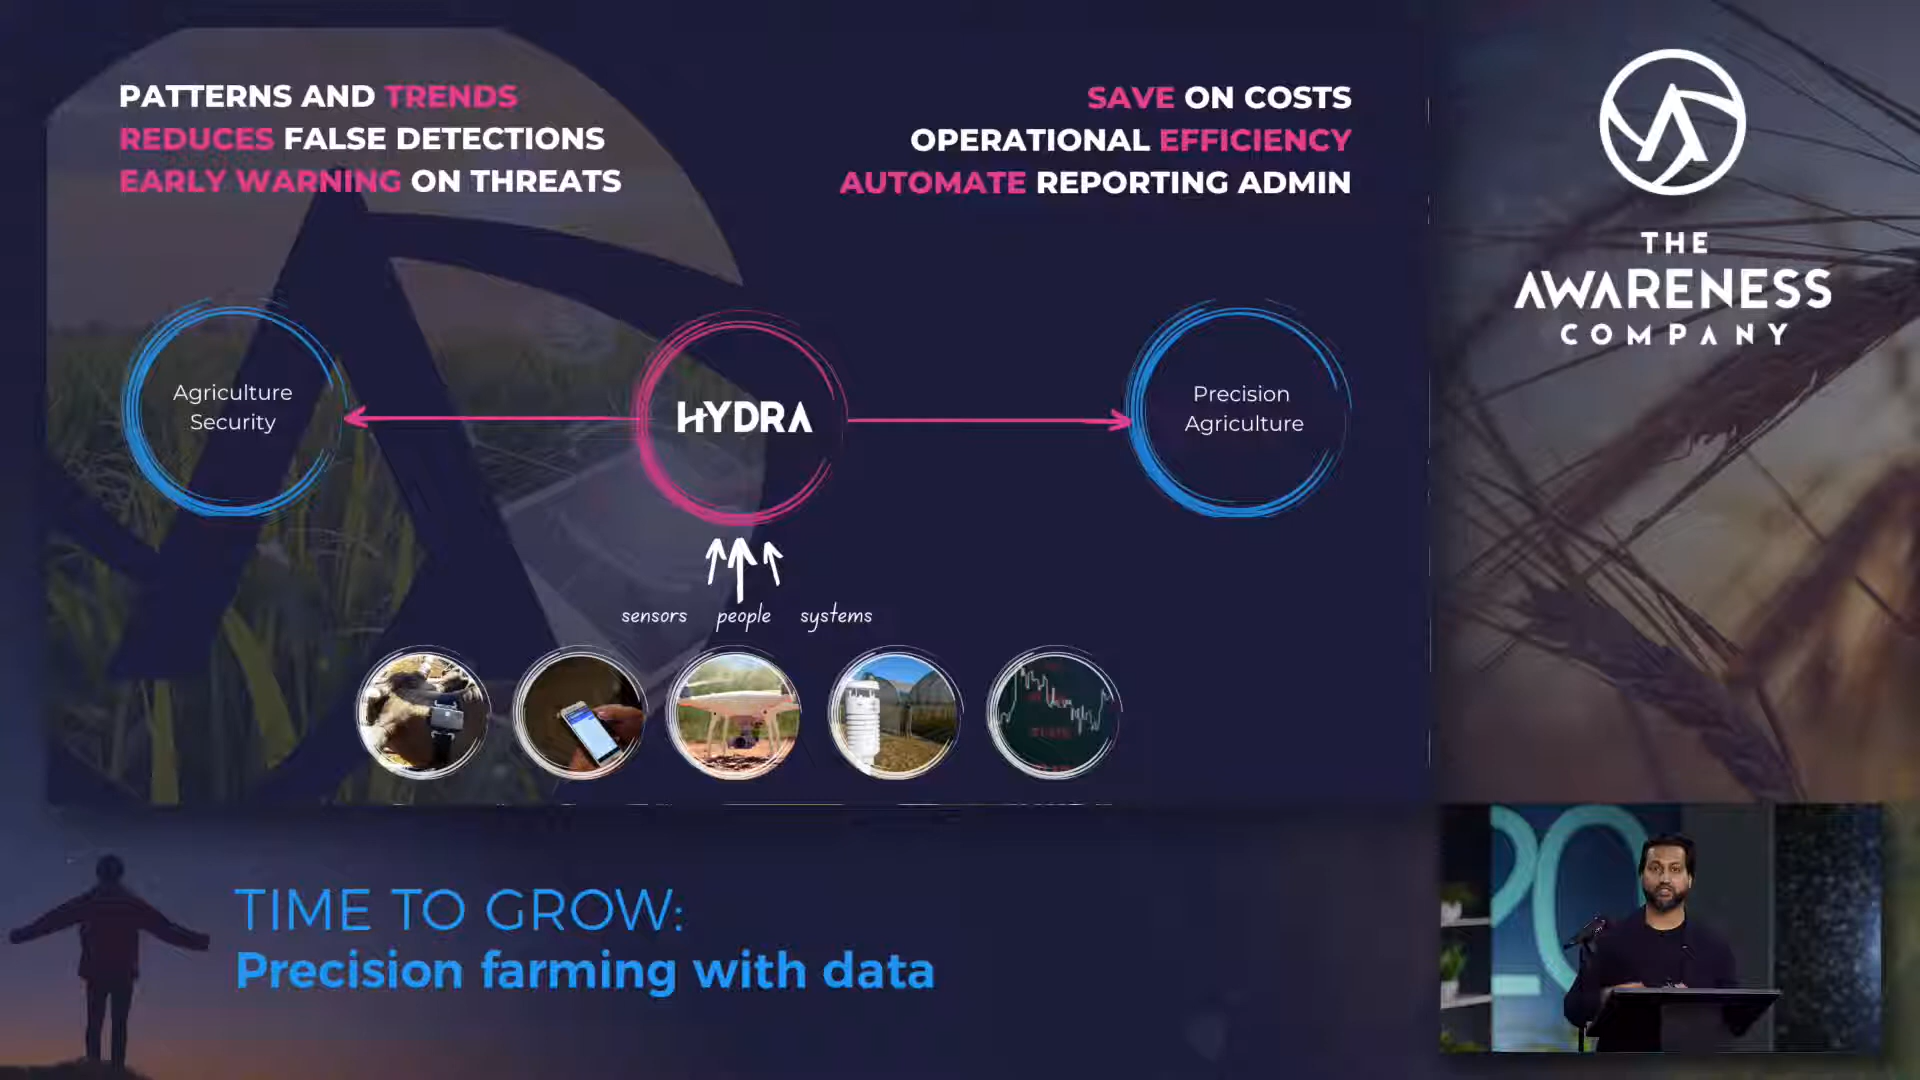 PATTERNS AND TRENDS
REDUCES FALSE DETECTIONS
EARLY WARNING ON THREATS
SAVE ON COSTS
OPERATIONAL EFFICIENCY
AUTOMATE REPORTING ADMIN
THE
AWARENESS
COMPANY
Agriculture
Security
HYDRA
Precision
Agriculture
sensors people systems
TIME TO GROW:
Precision farming with data
20